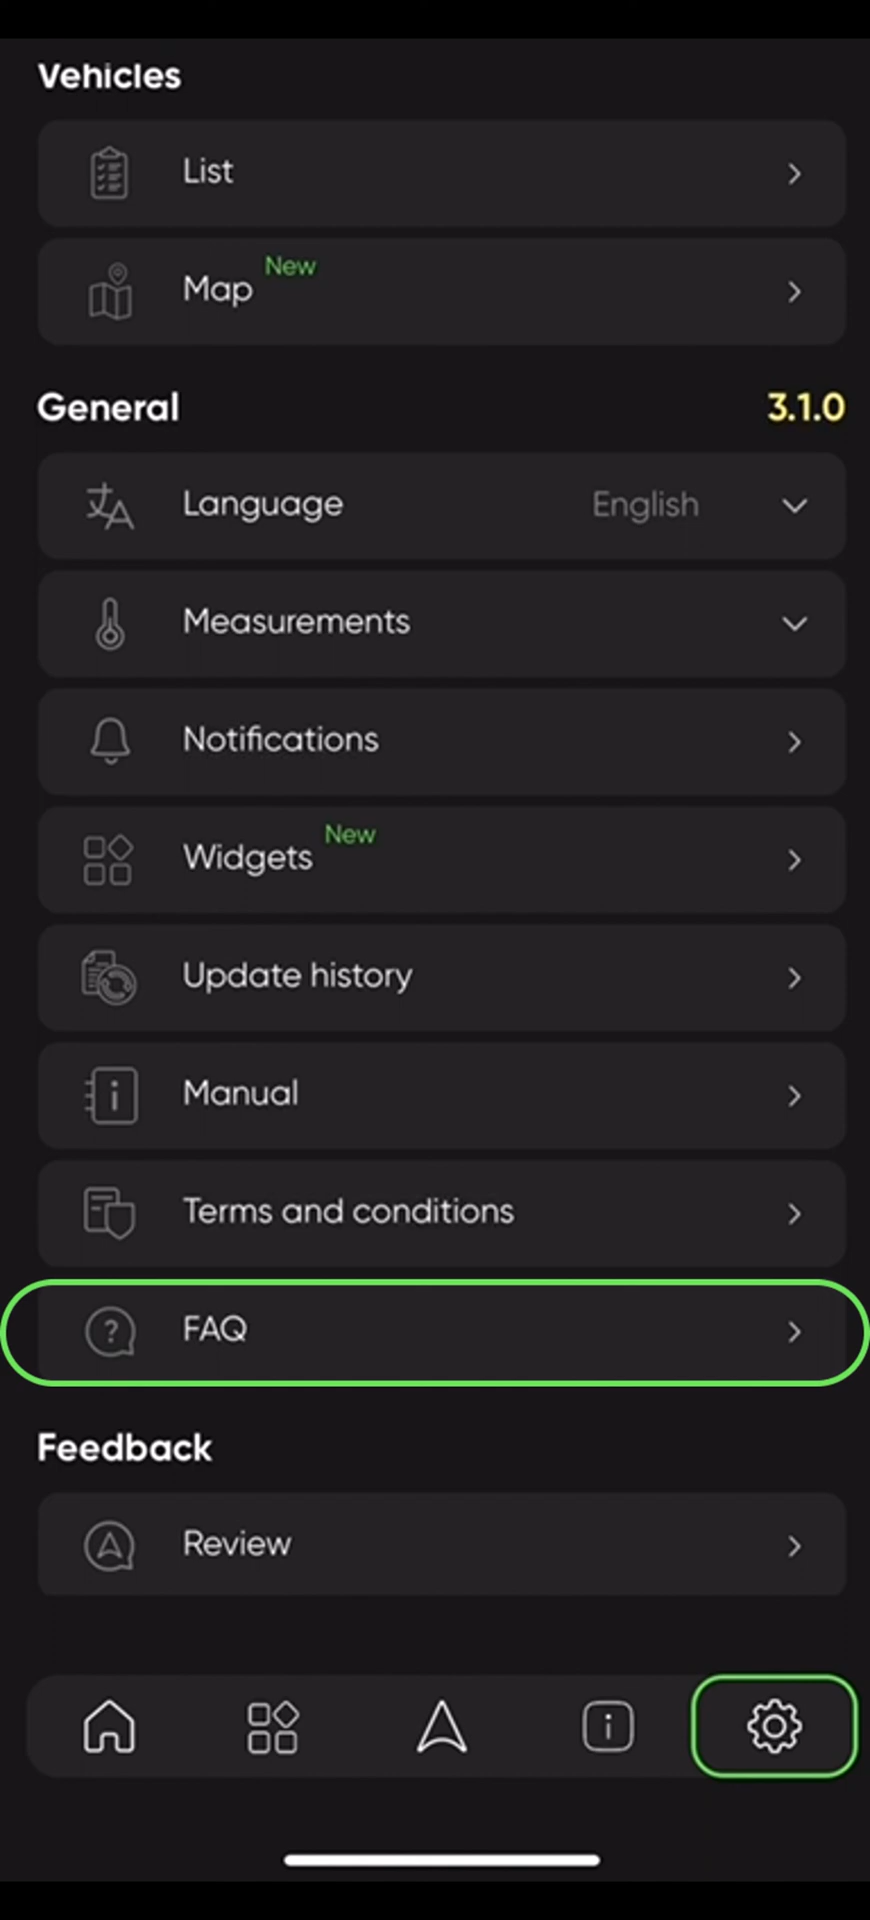 Vehicles
List
Map New
General 3.1.0
Language English
Measurements
Notifications
Widgets New
Update history
Manual
Terms and conditions
FAQ
Feedback
Review